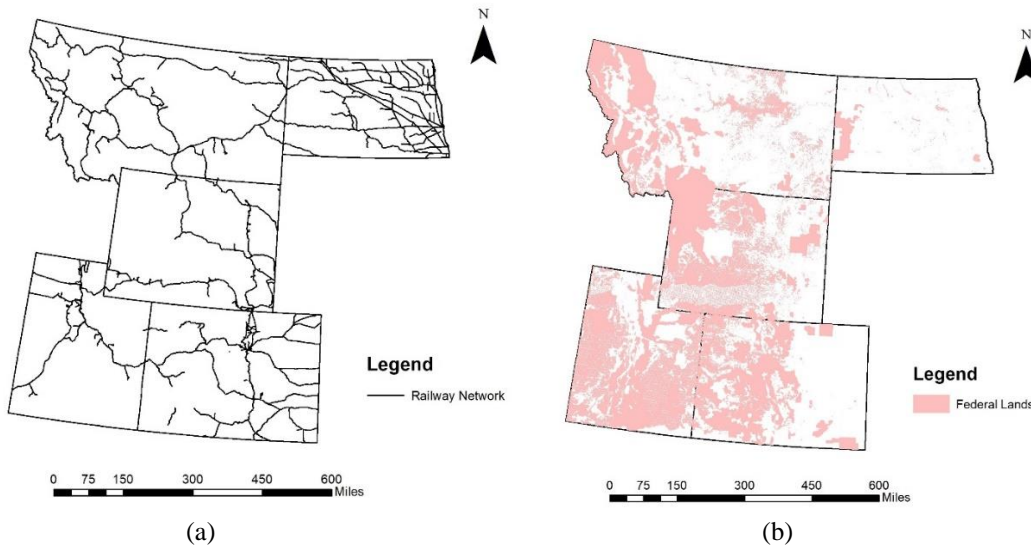 N
Legend
Railway Network
0 75 150 300 450 600
Miles
(a)
N
Legend
Federal Lands
0 75 150 300 450 600
Miles
(b)